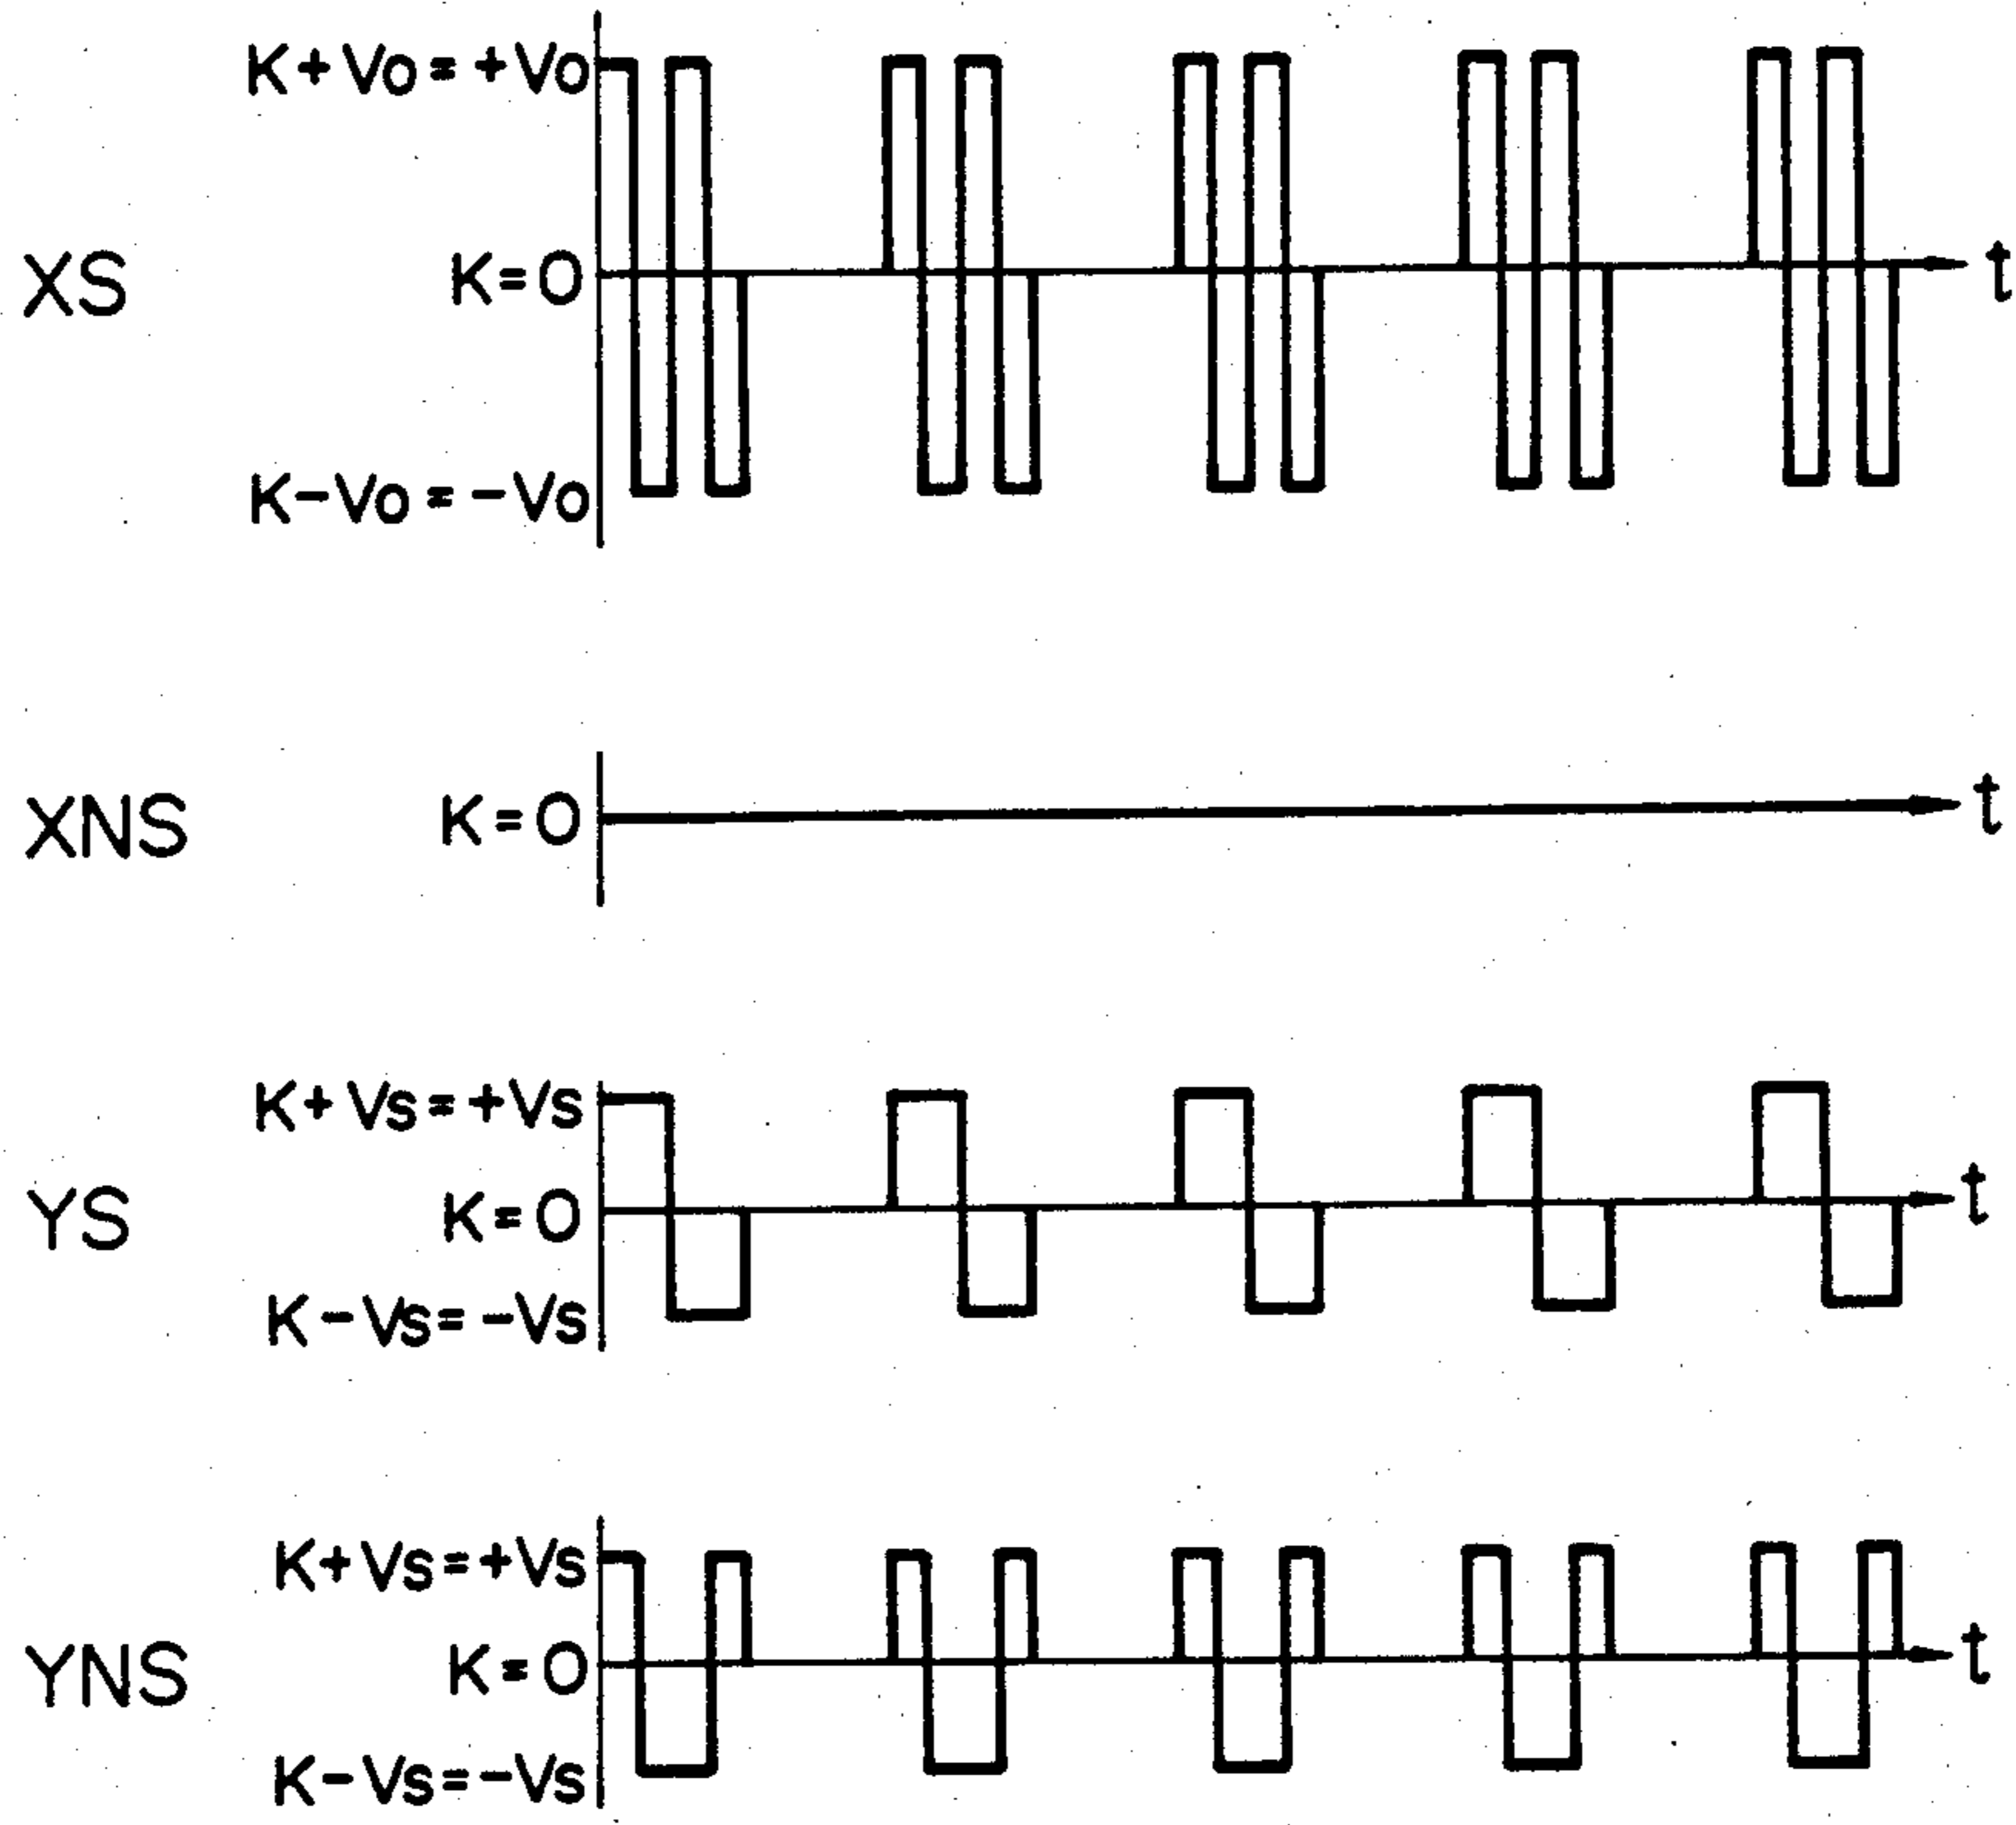 K+Vo=+Vo
XS K=O t
K-Vo=-Vo
XNS K=O t
K+Vs=+Vs
YS K=O t
K-Vs=-Vs
K+Vs=+Vs
YNS K=O t
K-Vs=-Vs